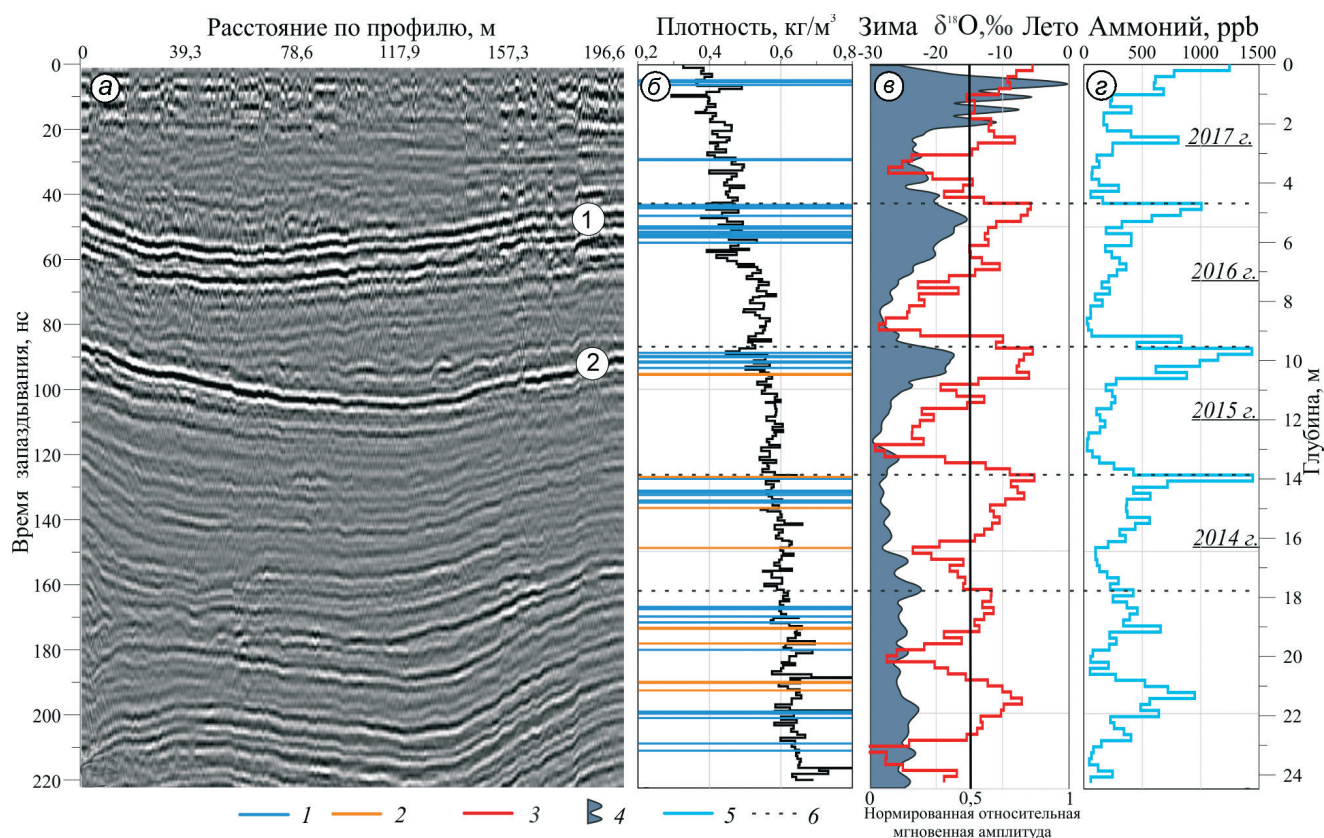 Расстояние по профилю, м
0 39,3 78,6 117,9 157,3 196,6
Плотность, кг/м³
0,2 0,4 0,6 0,8
Зима δ¹⁸O,‰ Лето
-30 -20 -10 0
Аммоний, ppb
0 500 1000 1500
Время запаздывания, нс
0
20
40
60
80
100
120
140
160
180
200
220
а
б
в
г
1
2
2017 г.
2016 г.
2015 г.
2014 г.
0
2
4
6
8
10
12
14
16
18
20
22
24
Глубина, м
0 0,5 1
Нормированная относительная
мгновенная амплитуда
1 2 3 4 5 6